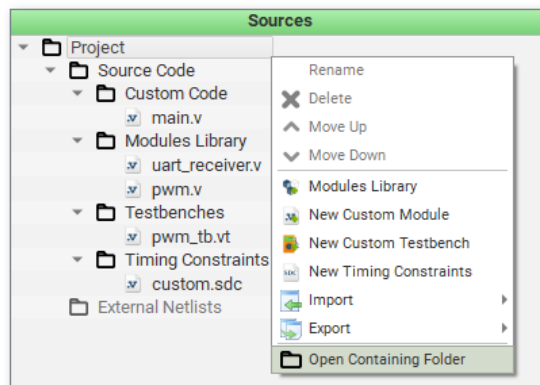 Sources
Project
Source Code
Custom Code
main.v
Modules Library
uart_receiver.v
pwm.v
Testbenches
pwm_tb.vt
Timing Constraints
custom.sdc
External Netlists
Rename
Delete
Move Up
Move Down
Modules Library
New Custom Module
New Custom Testbench
New Timing Constraints
Import
Export
Open Containing Folder